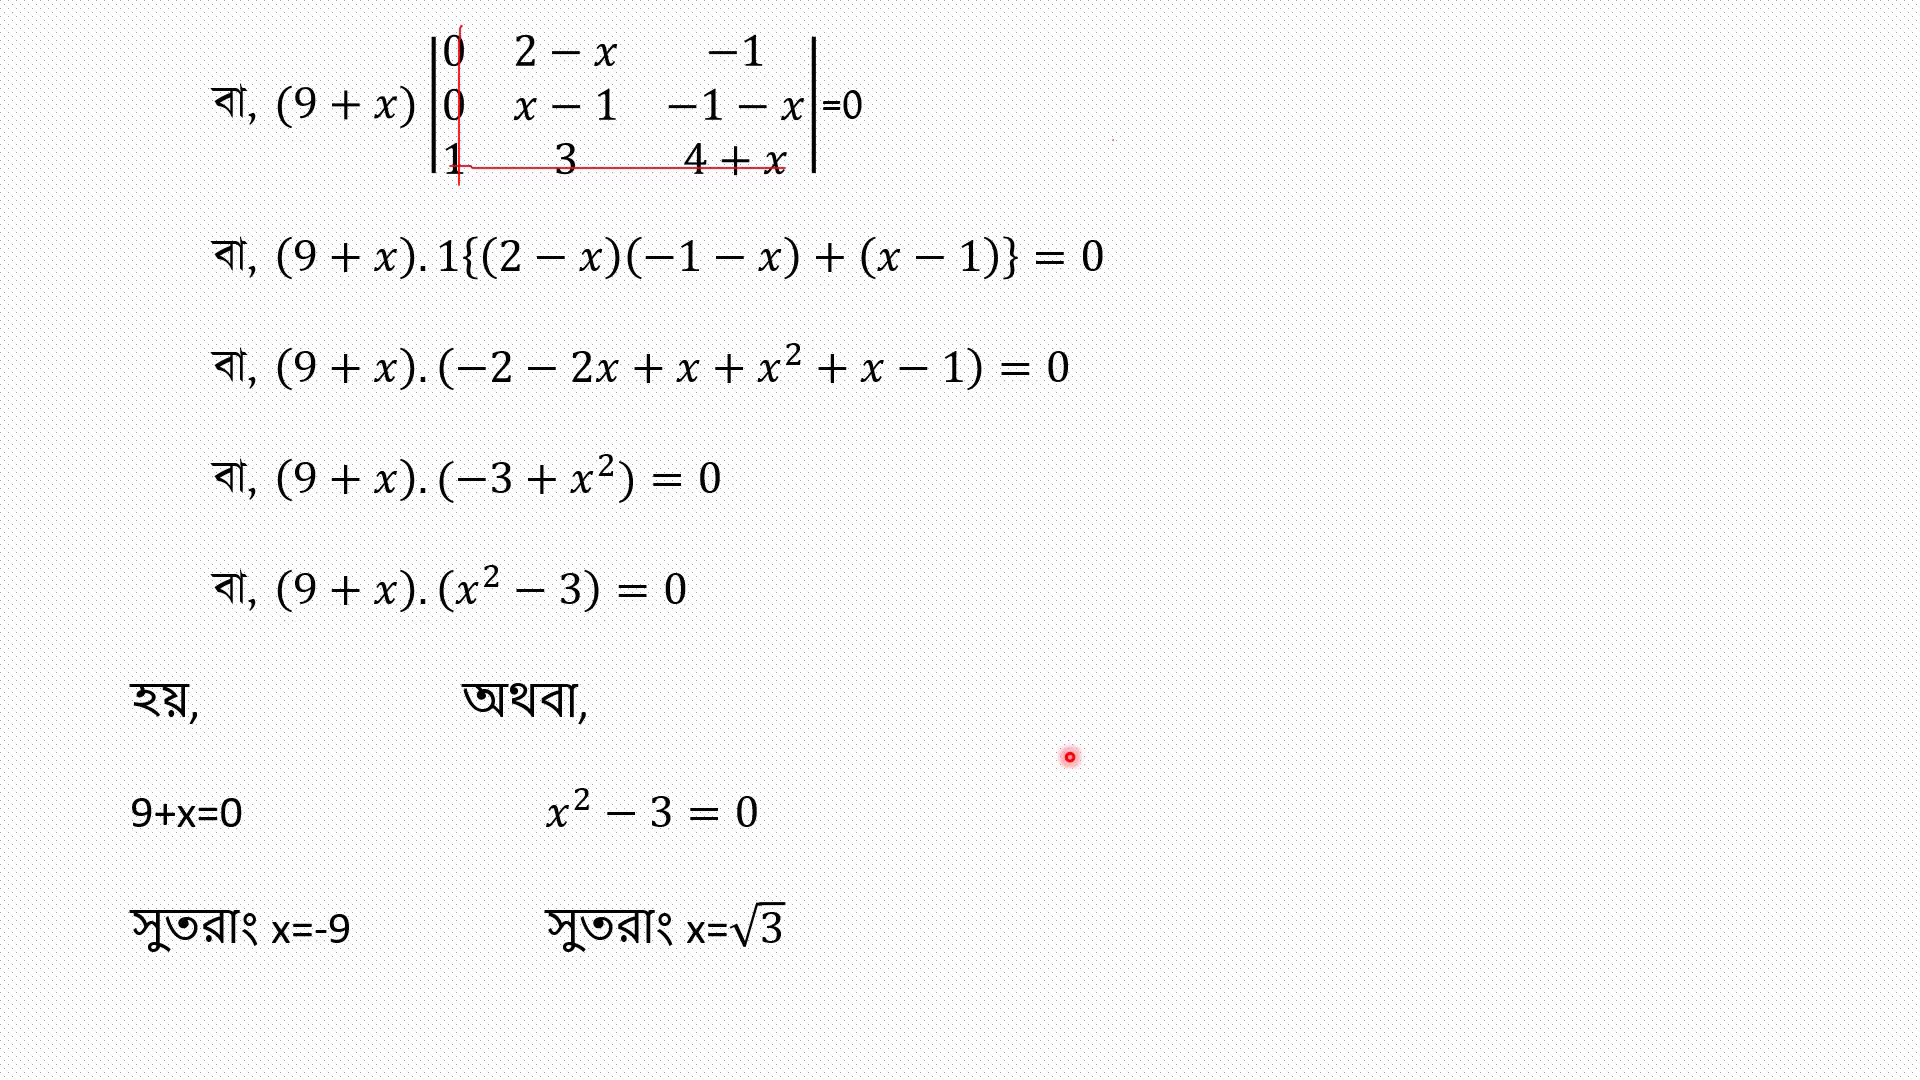 বা, (9 + x) |0 2 − x −1|
|0 x − 1 −1 − x| =0
|1 3 4 + x|
বা, (9 + x). 1{(2 − x)(−1 − x) + (x − 1)} = 0
বা, (9 + x). (−2 − 2x + x + x² + x − 1) = 0
বা, (9 + x). (−3 + x²) = 0
বা, (9 + x). (x² − 3) = 0
হয়, অথবা,
9+x=0 x² − 3 = 0
সুতরাং x=-9 সুতরাং x=√3